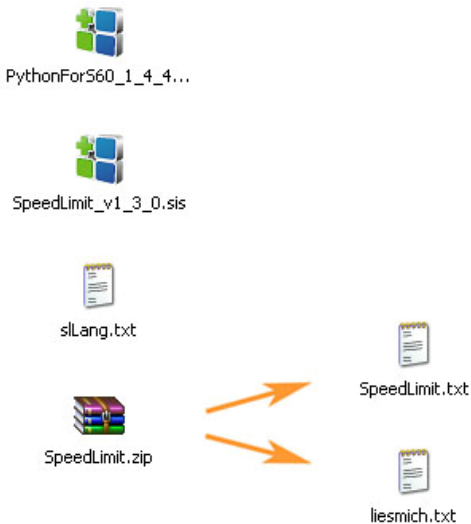 PythonForS60_1_4_4...
SpeedLimit_v1_3_0.sis
slLang.txt
SpeedLimit.txt
SpeedLimit.zip
liesmich.txt